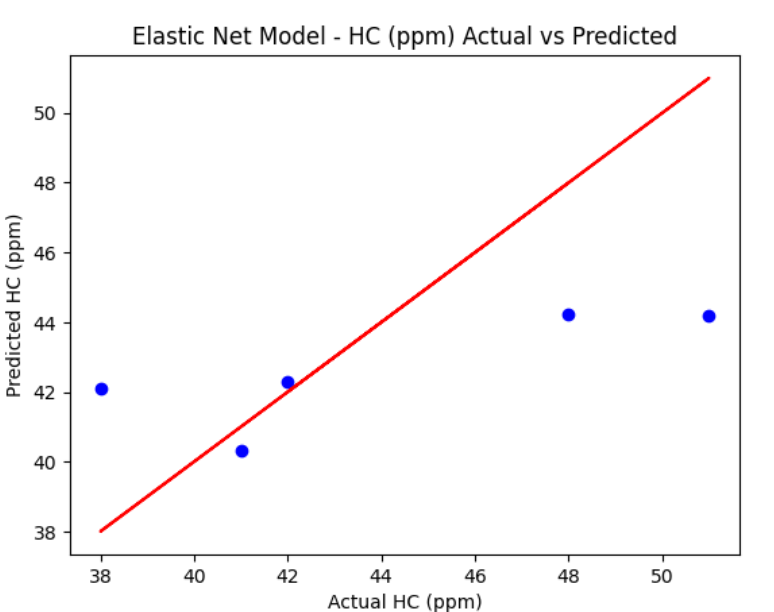 Elastic Net Model - HC (ppm) Actual vs Predicted
Predicted HC (ppm)
50
48
46
44
42
40
38
38 40 42 44 46 48 50
Actual HC (ppm)